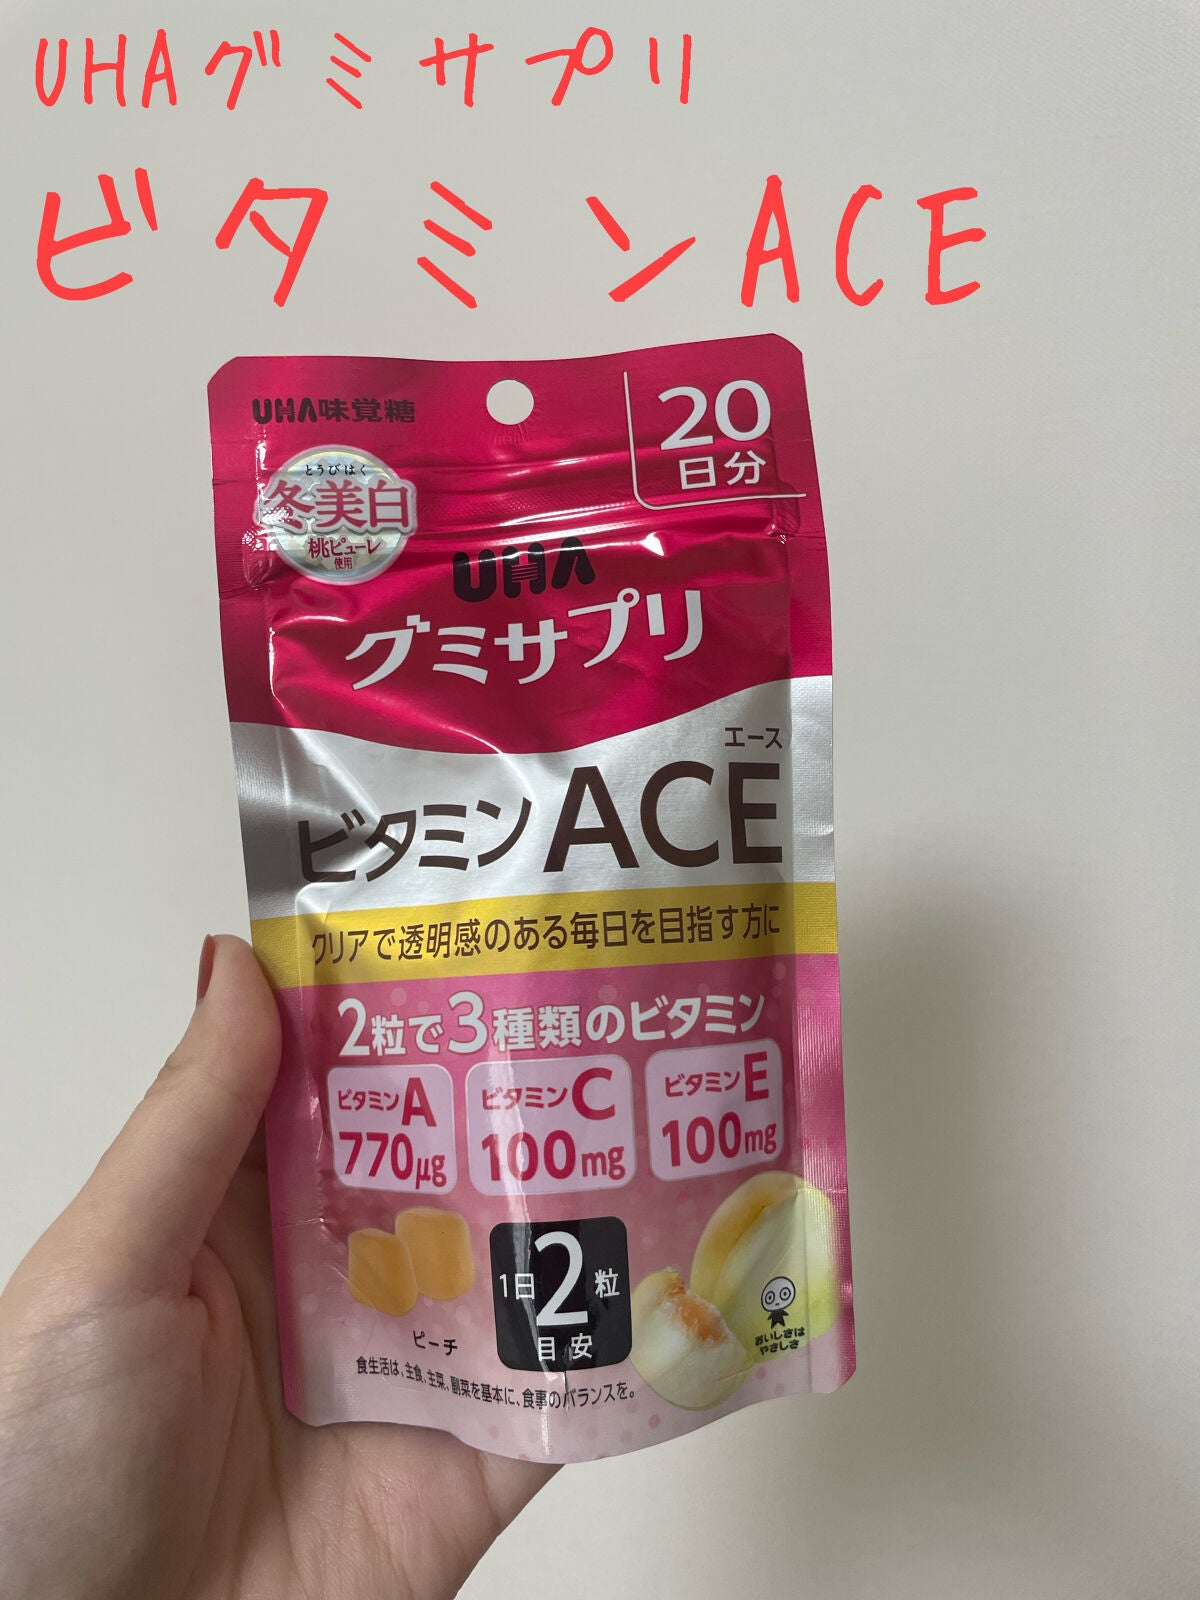 UHAグミサプリ
ビタミンACE
UHA味覚糖
20
日分
とうびはく
冬美白
桃ピューレ
使用
UHA
グミサプリ
エース
ビタミンACE
クリアで透明感のある毎日を目指す方に
2粒で3種類のビタミン
ビタミンA
770μg
ビタミンC
100mg
ビタミンE
100mg
1日2粒
目安
ピーチ
おいしさは
やさしさ
食生活は、主食、主菜、副菜を基本に、食事のバランスを。